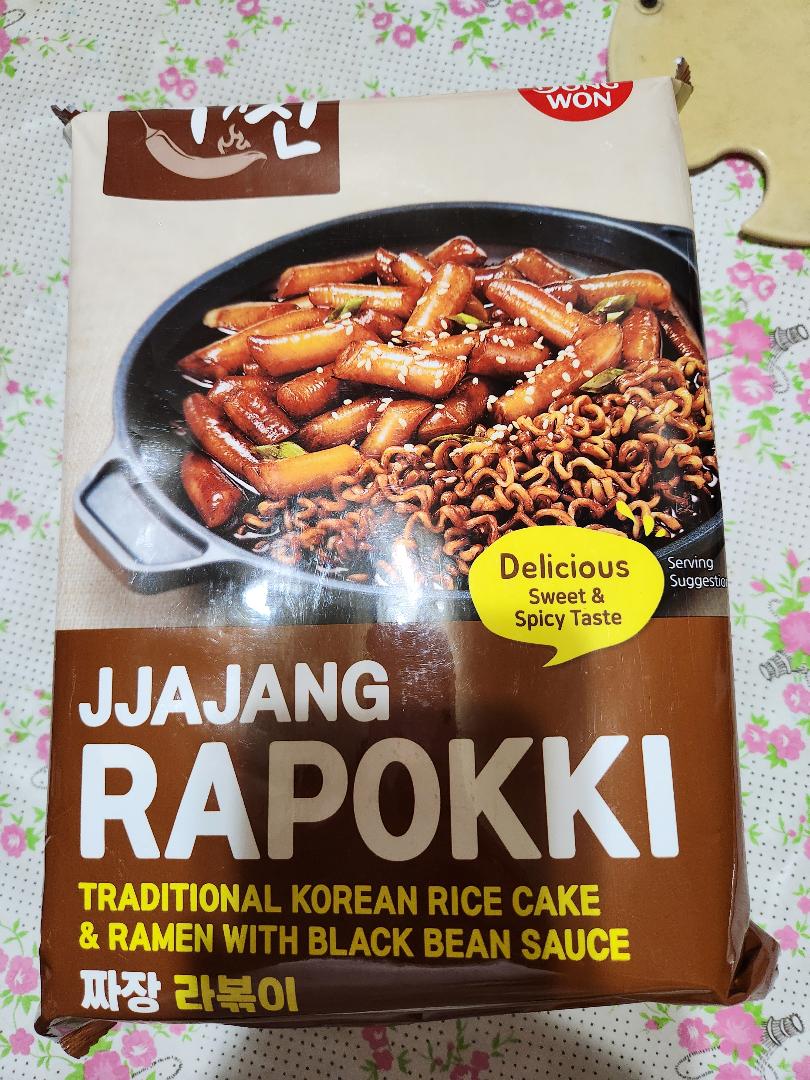 DONG
WON
Delicious
Sweet &
Spicy Taste
Serving
Suggestion
JJAJANG
RAPOKKI
TRADITIONAL KOREAN RICE CAKE
& RAMEN WITH BLACK BEAN SAUCE
짜장 라볶이